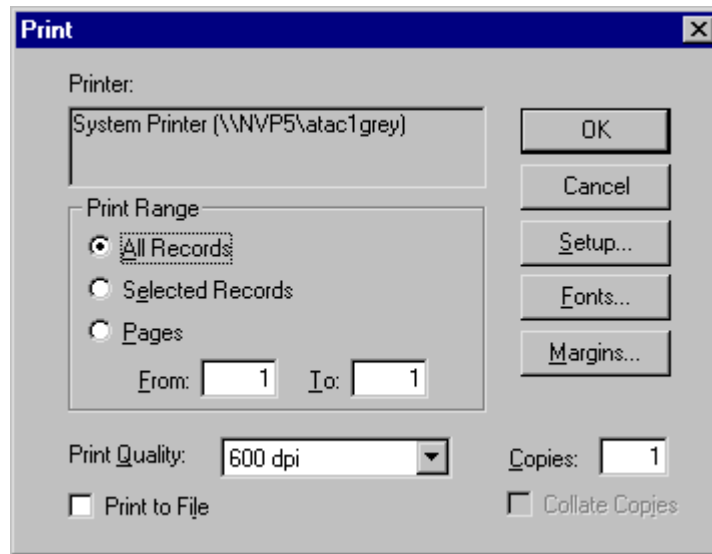 Print
Printer:
System Printer (\\NVP5\atac1grey)
OK
Cancel
Print Range
All Records
Setup...
Selected Records
Fonts...
Pages
Margins...
From: 1 To: 1
Print Quality: 600 dpi
Copies: 1
Print to File
Collate Copies